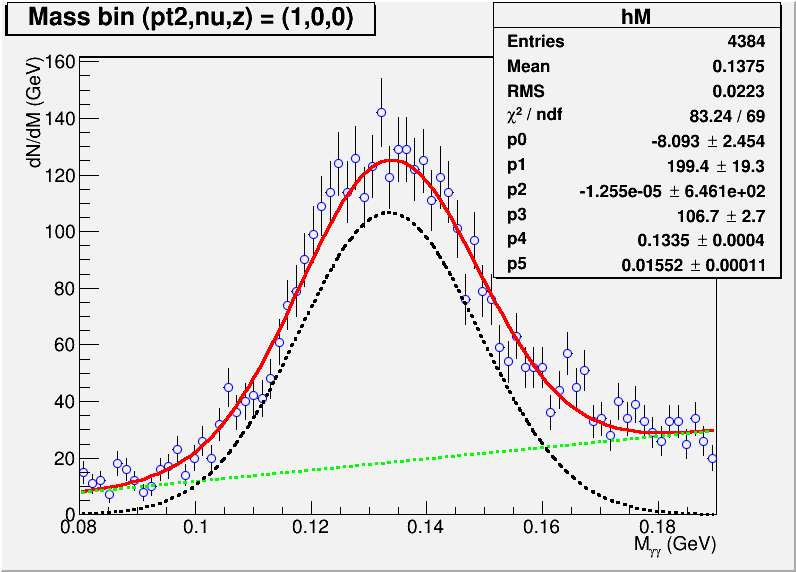 Mass bin (pt2,nu,z) = (1,0,0)
hM
Entries 4384
Mean 0.1375
RMS 0.0223
χ² / ndf 83.24 / 69
p0 -8.093 ± 2.454
p1 199.4 ± 19.3
p2 -1.255e-05 ± 6.461e+02
p3 106.7 ± 2.7
p4 0.1335 ± 0.0004
p5 0.01552 ± 0.00011
dN/dM (GeV)
160
140
120
100
80
60
40
20
0
0.08 0.1 0.12 0.14 0.16 0.18
Mγγ (GeV)